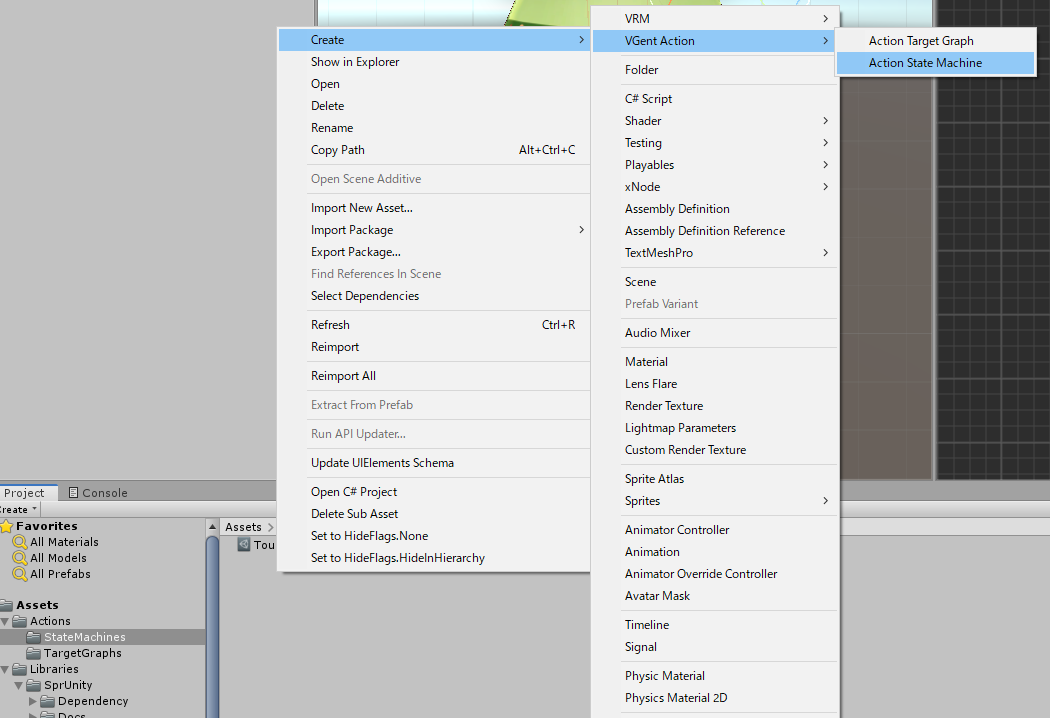 Create
Show in Explorer
Open
Delete
Rename
Copy Path Alt+Ctrl+C
Open Scene Additive
Import New Asset...
Import Package
Export Package...
Find References In Scene
Select Dependencies
Refresh Ctrl+R
Reimport
Reimport All
Extract From Prefab
Run API Updater...
Update UIElements Schema
Open C# Project
Delete Sub Asset
Set to HideFlags.None
Set to HideFlags.HideInHierarchy
VRM
VGent Action
Folder
C# Script
Shader
Testing
Playables
xNode
Assembly Definition
Assembly Definition Reference
TextMeshPro
Scene
Prefab Variant
Audio Mixer
Material
Lens Flare
Render Texture
Lightmap Parameters
Custom Render Texture
Sprite Atlas
Sprites
Animator Controller
Animation
Animator Override Controller
Avatar Mask
Timeline
Signal
Physic Material
Physics Material 2D
Action Target Graph
Action State Machine
Project Console
Create
Favorites
All Materials
All Models
All Prefabs
Assets
Actions
StateMachines
TargetGraphs
Libraries
SprUnity
Dependency
Docs
Assets
Tou